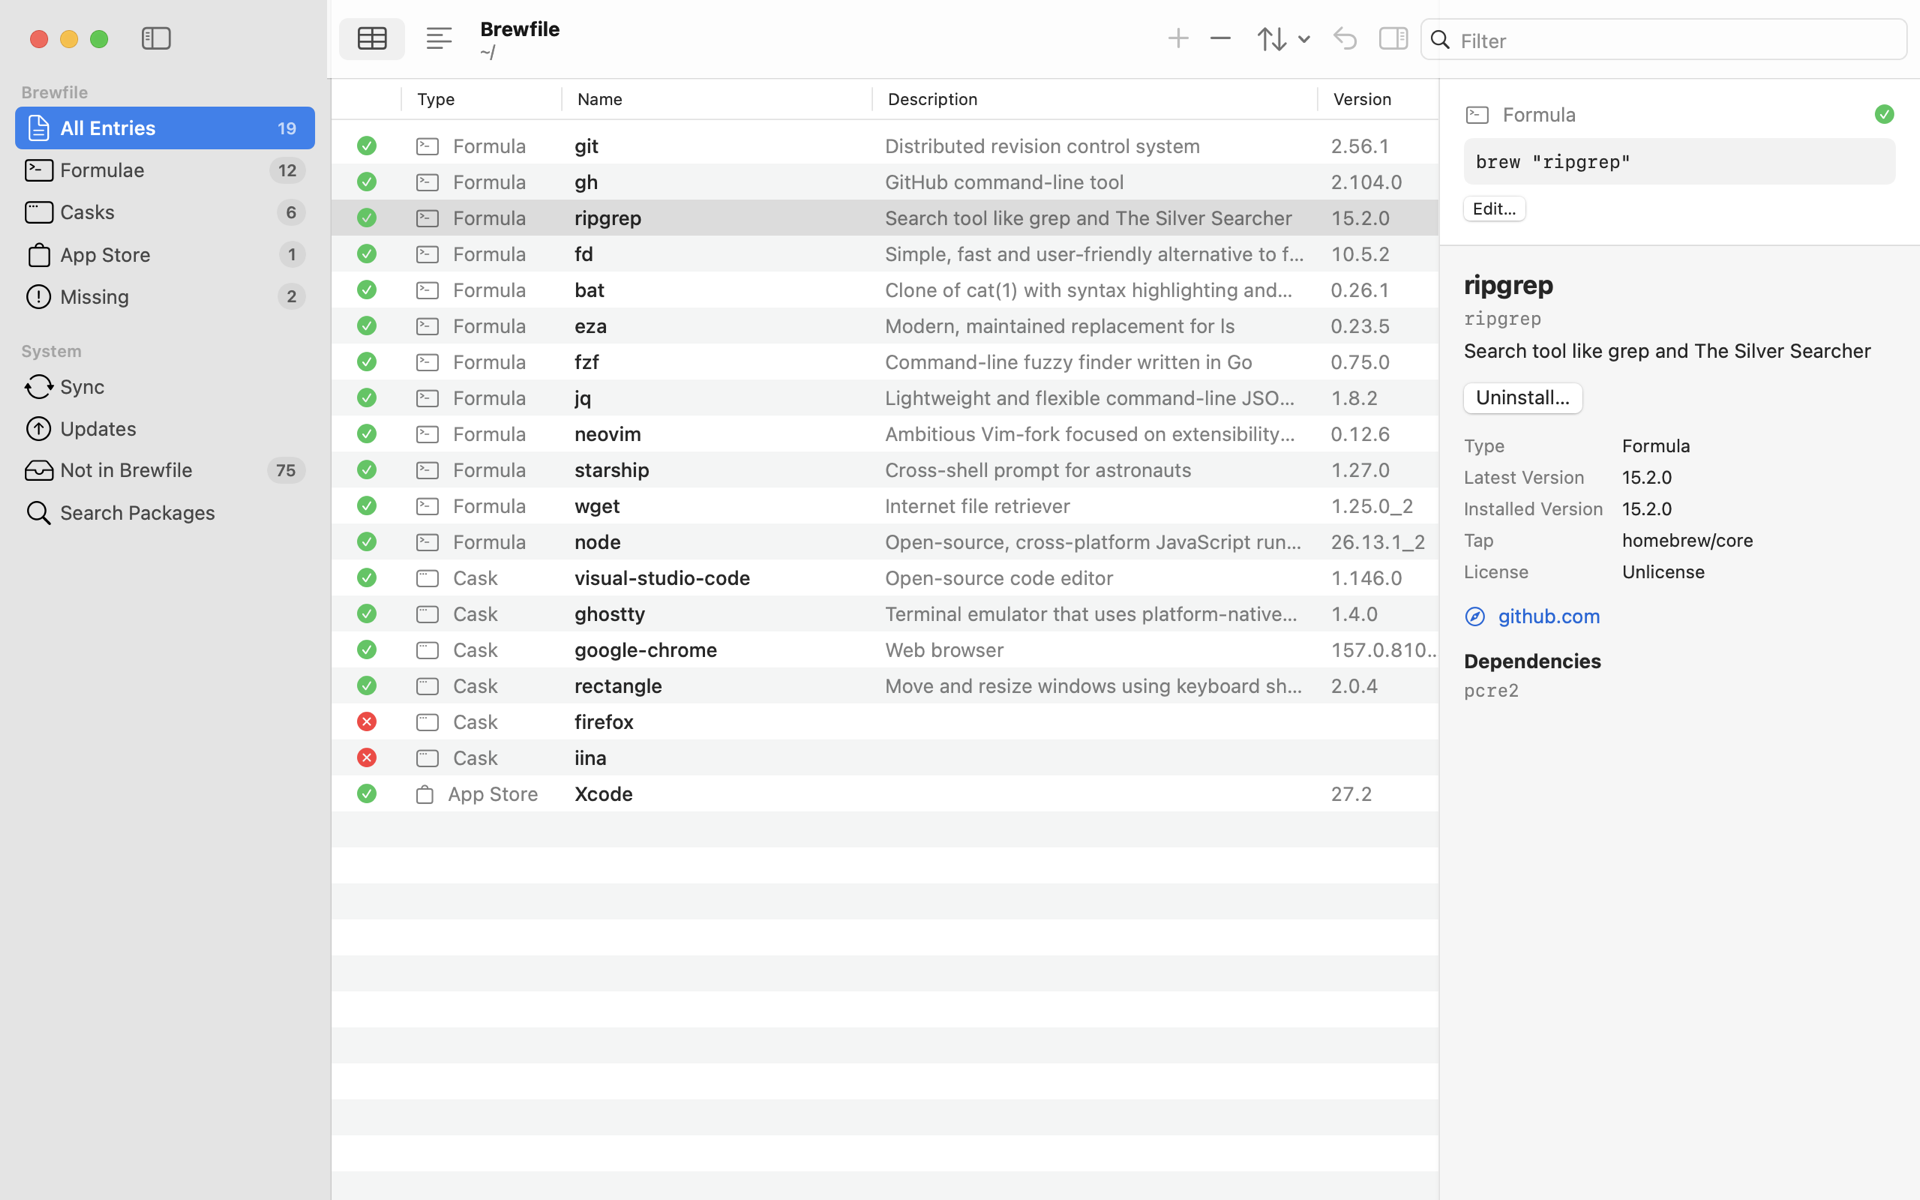 Brewfile
~/
Filter
Brewfile
All Entries 19
Formulae 12
Casks 6
App Store 1
Missing 2
System
Sync
Updates
Not in Brewfile 75
Search Packages
Type Name Description Version
Formula git Distributed revision control system 2.56.1
Formula gh GitHub command-line tool 2.104.0
Formula ripgrep Search tool like grep and The Silver Searcher 15.2.0
Formula fd Simple, fast and user-friendly alternative to f... 10.5.2
Formula bat Clone of cat(1) with syntax highlighting and... 0.26.1
Formula eza Modern, maintained replacement for ls 0.23.5
Formula fzf Command-line fuzzy finder written in Go 0.75.0
Formula jq Lightweight and flexible command-line JSO... 1.8.2
Formula neovim Ambitious Vim-fork focused on extensibility... 0.12.6
Formula starship Cross-shell prompt for astronauts 1.27.0
Formula wget Internet file retriever 1.25.0_2
Formula node Open-source, cross-platform JavaScript run... 26.13.1_2
Cask visual-studio-code Open-source code editor 1.146.0
Cask ghostty Terminal emulator that uses platform-native... 1.4.0
Cask google-chrome Web browser 157.0.810..
Cask rectangle Move and resize windows using keyboard sh... 2.0.4
Cask firefox
Cask iina
App Store Xcode 27.2
Formula
brew "ripgrep"
Edit...
ripgrep
ripgrep
Search tool like grep and The Silver Searcher
Uninstall...
Type Formula
Latest Version 15.2.0
Installed Version 15.2.0
Tap homebrew/core
License Unlicense
github.com
Dependencies
pcre2